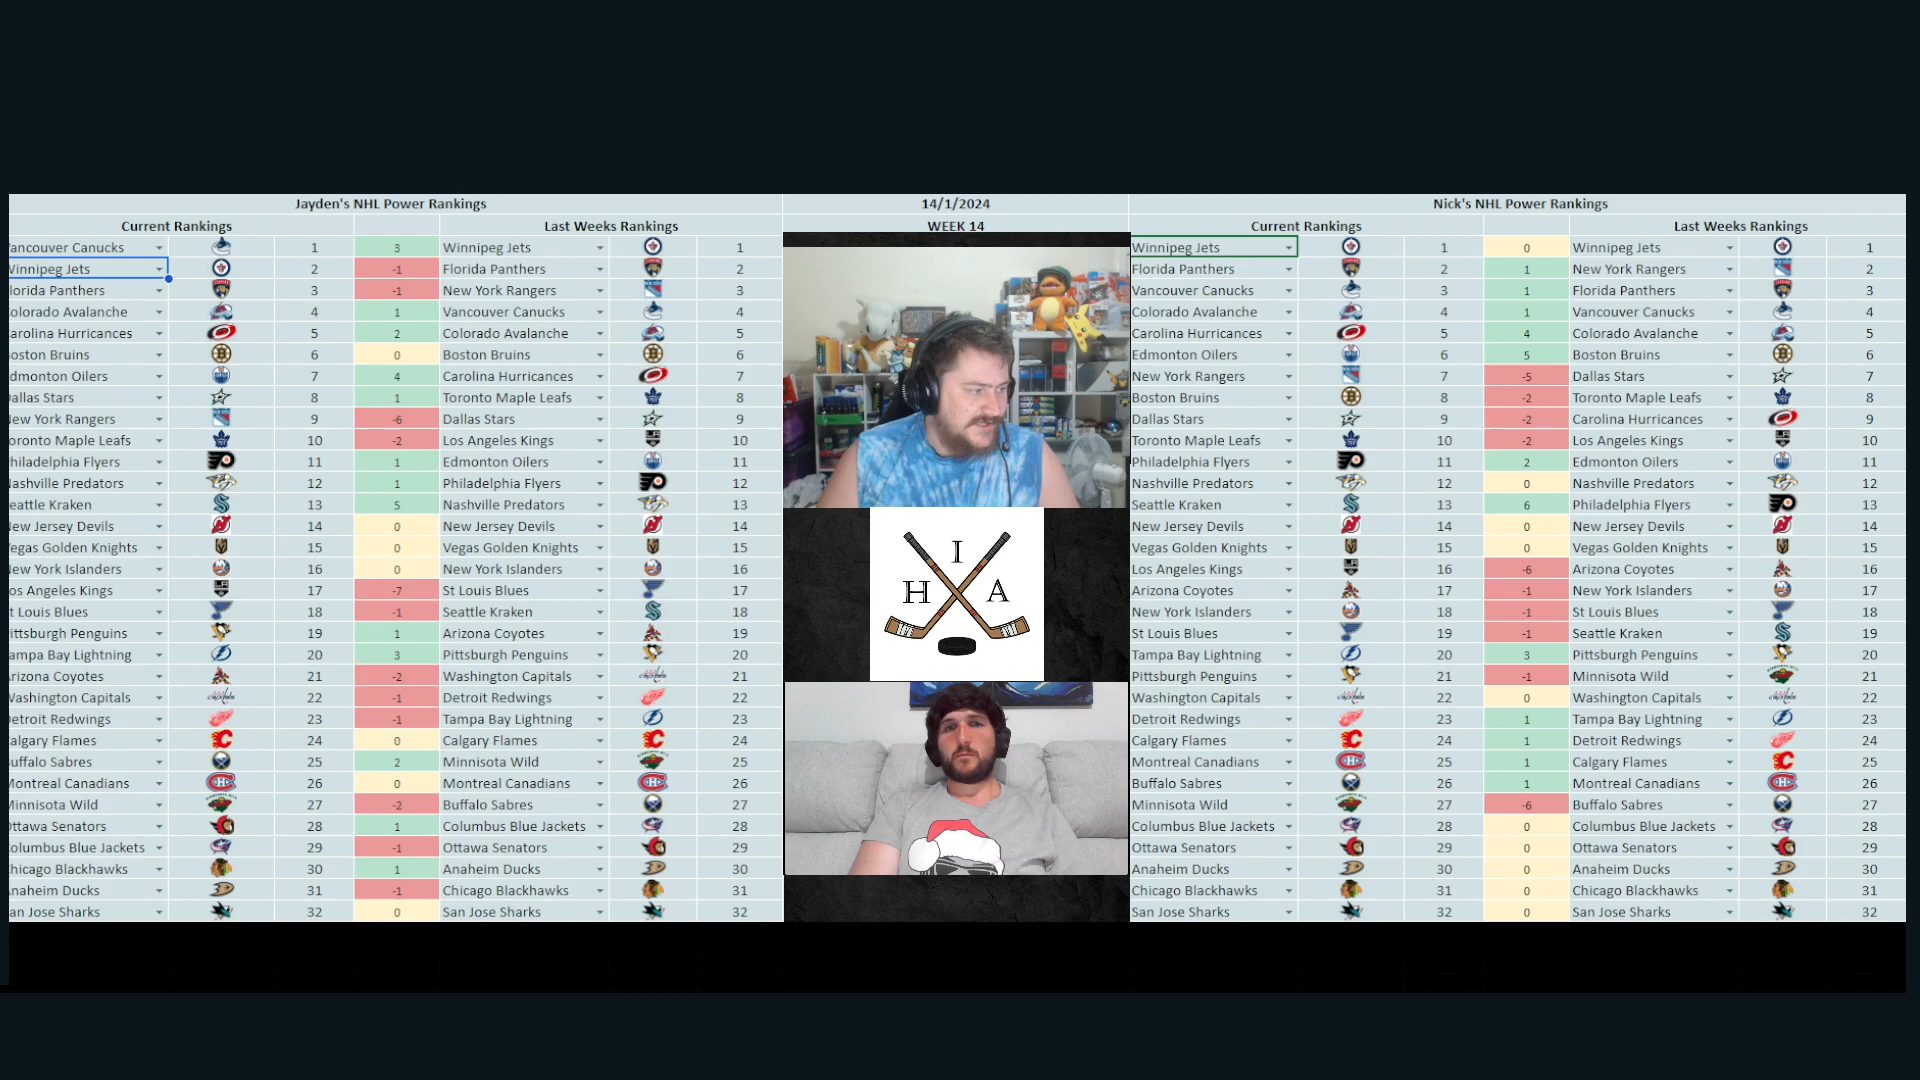 Jayden's NHL Power Rankings 14/1/2024 Nick's NHL Power Rankings
Current Rankings Last Weeks Rankings WEEK 14 Current Rankings Last Weeks Rankings
ancouver Canucks 1 3 Winnipeg Jets 1 Winnipeg Jets 1 0 Winnipeg Jets 1
Winnipeg Jets 2 -1 Florida Panthers 2 Florida Panthers 2 1 New York Rangers 2
lorida Panthers 3 -1 New York Rangers 3 Vancouver Canucks 3 1 Florida Panthers 3
olorado Avalanche 4 1 Vancouver Canucks 4 Colorado Avalanche 4 1 Vancouver Canucks 4
arolina Hurricances 5 2 Colorado Avalanche 5 Carolina Hurricances 5 4 Colorado Avalanche 5
oston Bruins 6 0 Boston Bruins 6 Edmonton Oilers 6 5 Boston Bruins 6
dmonton Oilers 7 4 Carolina Hurricances 7 New York Rangers 7 -5 Dallas Stars 7
allas Stars 8 1 Toronto Maple Leafs 8 Boston Bruins 8 -2 Toronto Maple Leafs 8
New York Rangers 9 -6 Dallas Stars 9 Dallas Stars 9 -2 Carolina Hurricances 9
oronto Maple Leafs 10 -2 Los Angeles Kings 10 Toronto Maple Leafs 10 -2 Los Angeles Kings 10
hiladelphia Flyers 11 1 Edmonton Oilers 11 Philadelphia Flyers 11 2 Edmonton Oilers 11
Nashville Predators 12 1 Philadelphia Flyers 12 Nashville Predators 12 0 Nashville Predators 12
eattle Kraken 13 5 Nashville Predators 13 Seattle Kraken 13 6 Philadelphia Flyers 13
New Jersey Devils 14 0 New Jersey Devils 14 New Jersey Devils 14 0 New Jersey Devils 14
egas Golden Knights 15 0 Vegas Golden Knights 15 Vegas Golden Knights 15 0 Vegas Golden Knights 15
New York Islanders 16 0 New York Islanders 16 Los Angeles Kings 16 -6 Arizona Coyotes 16
os Angeles Kings 17 -7 St Louis Blues 17 Arizona Coyotes 17 -1 New York Islanders 17
t Louis Blues 18 -1 Seattle Kraken 18 New York Islanders 18 -1 St Louis Blues 18
ittsburgh Penguins 19 1 Arizona Coyotes 19 St Louis Blues 19 -1 Seattle Kraken 19
ampa Bay Lightning 20 3 Pittsburgh Penguins 20 Tampa Bay Lightning 20 3 Pittsburgh Penguins 20
rizona Coyotes 21 -2 Washington Capitals 21 Pittsburgh Penguins 21 -1 Minnisota Wild 21
Washington Capitals 22 -1 Detroit Redwings 22 Washington Capitals 22 0 Washington Capitals 22
etroit Redwings 23 -1 Tampa Bay Lightning 23 Detroit Redwings 23 1 Tampa Bay Lightning 23
algary Flames 24 0 Calgary Flames 24 Calgary Flames 24 1 Detroit Redwings 24
uffalo Sabres 25 2 Minnisota Wild 25 Montreal Canadians 25 1 Calgary Flames 25
Montreal Canadians 26 0 Montreal Canadians 26 Buffalo Sabres 26 1 Montreal Canadians 26
Minnisota Wild 27 -2 Buffalo Sabres 27 Minnisota Wild 27 -6 Buffalo Sabres 27
ttawa Senators 28 1 Columbus Blue Jackets 28 Columbus Blue Jackets 28 0 Columbus Blue Jackets 28
olumbus Blue Jackets 29 -1 Ottawa Senators 29 Ottawa Senators 29 0 Ottawa Senators 29
hicago Blackhawks 30 1 Anaheim Ducks 30 Anaheim Ducks 30 0 Anaheim Ducks 30
naheim Ducks 31 -1 Chicago Blackhawks 31 Chicago Blackhawks 31 0 Chicago Blackhawks 31
an Jose Sharks 32 0 San Jose Sharks 32 San Jose Sharks 32 0 San Jose Sharks 32
I
H A